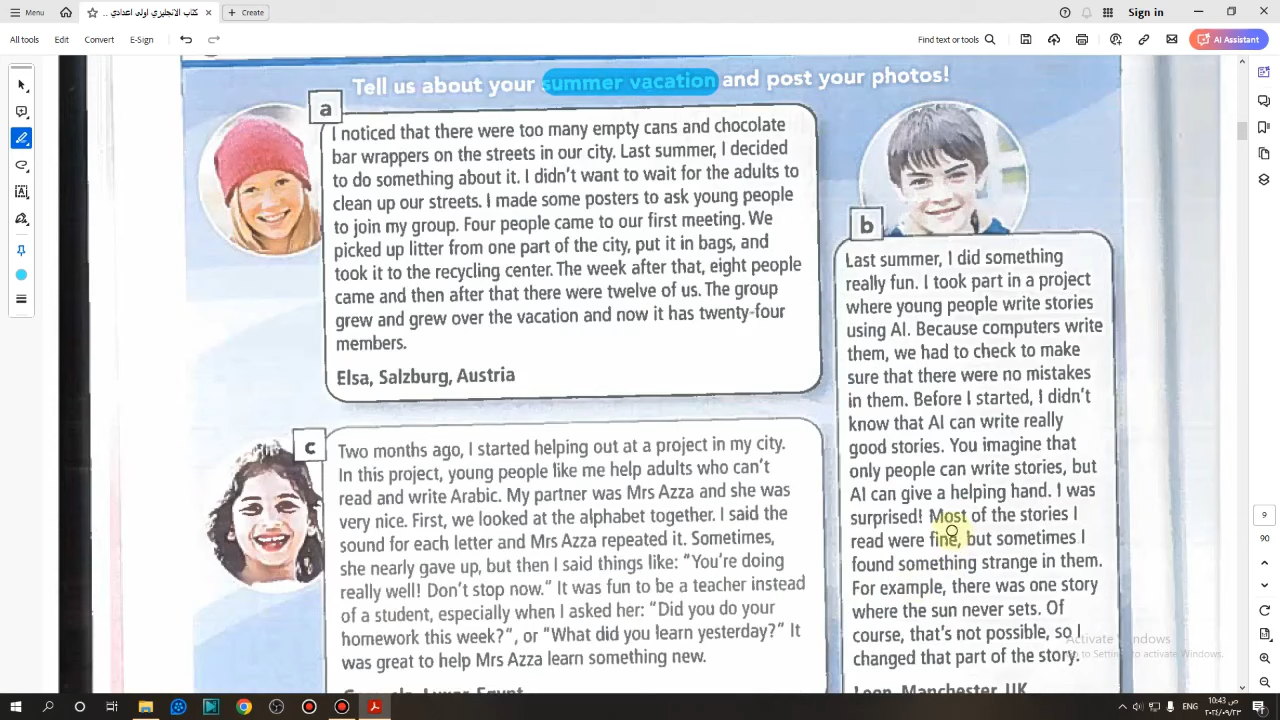 Menu
كتاب الانجليزي اولى اعدادي ..
Create
Sign in
All tools
Edit
Convert
E-Sign
Find text or tools
AI Assistant
Tell us about your summer vacation and post your photos!
a
I noticed that there were too many empty cans and chocolate
bar wrappers on the streets in our city. Last summer, I decided
to do something about it. I didn't want to wait for the adults to
clean up our streets. I made some posters to ask young people
to join my group. Four people came to our first meeting. We
picked up litter from one part of the city, put it in bags, and
took it to the recycling center. The week after that, eight people
came and then after that there were twelve of us. The group
grew and grew over the vacation and now it has twenty-four
members.
Elsa, Salzburg, Austria
b
Last summer, I did something
really fun. I took part in a project
where young people write stories
using AI. Because computers write
them, we had to check to make
sure that there were no mistakes
in them. Before I started, I didn't
know that AI can write really
good stories. You imagine that
only people can write stories, but
AI can give a helping hand. I was
surprised! Most of the stories I
read were fine, but sometimes I
found something strange in them.
For example, there was one story
where the sun never sets. Of
course, that's not possible, so I
changed that part of the story.
Leon, Manchester, UK
c
Two months ago, I started helping out at a project in my city.
In this project, young people like me help adults who can't
read and write Arabic. My partner was Mrs Azza and she was
very nice. First, we looked at the alphabet together. I said the
sound for each letter and Mrs Azza repeated it. Sometimes,
she nearly gave up, but then I said things like: "You're doing
really well! Don't stop now." It was fun to be a teacher instead
of a student, especially when I asked her: "Did you do your
homework this week?", or "What did you learn yesterday?" It
was great to help Mrs Azza learn something new.
Luxor, Egypt
9
90
Activate Windows
Go to Settings to activate Windows.
ENG
10:43 ص
٢٠٢٤/٠٩/٢٣